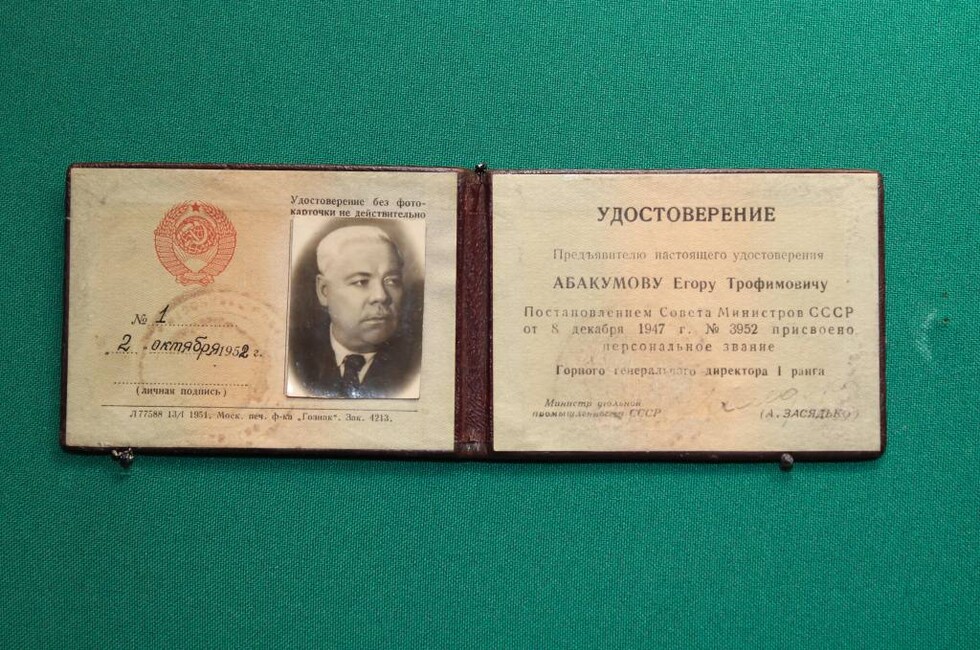 Удостоверение без фото-
карточки не действительно
№ 1
2 октября 1952 г.
(личная подпись)
Л77588 13/I 1951. Моск. печ. ф-ка „Гознак“. Зак. 4213.
УДОСТОВЕРЕНИЕ
Предъявителю настоящего удостоверения
АБАКУМОВУ Егору Трофимовичу
Постановлением Совета Министров СССР
от 8 декабря 1947 г. № 3952 присвоено
персональное звание
Горного генерального директора I ранга
Министр угольной
промышленности СССР
(А. ЗАСЯДЬКО)